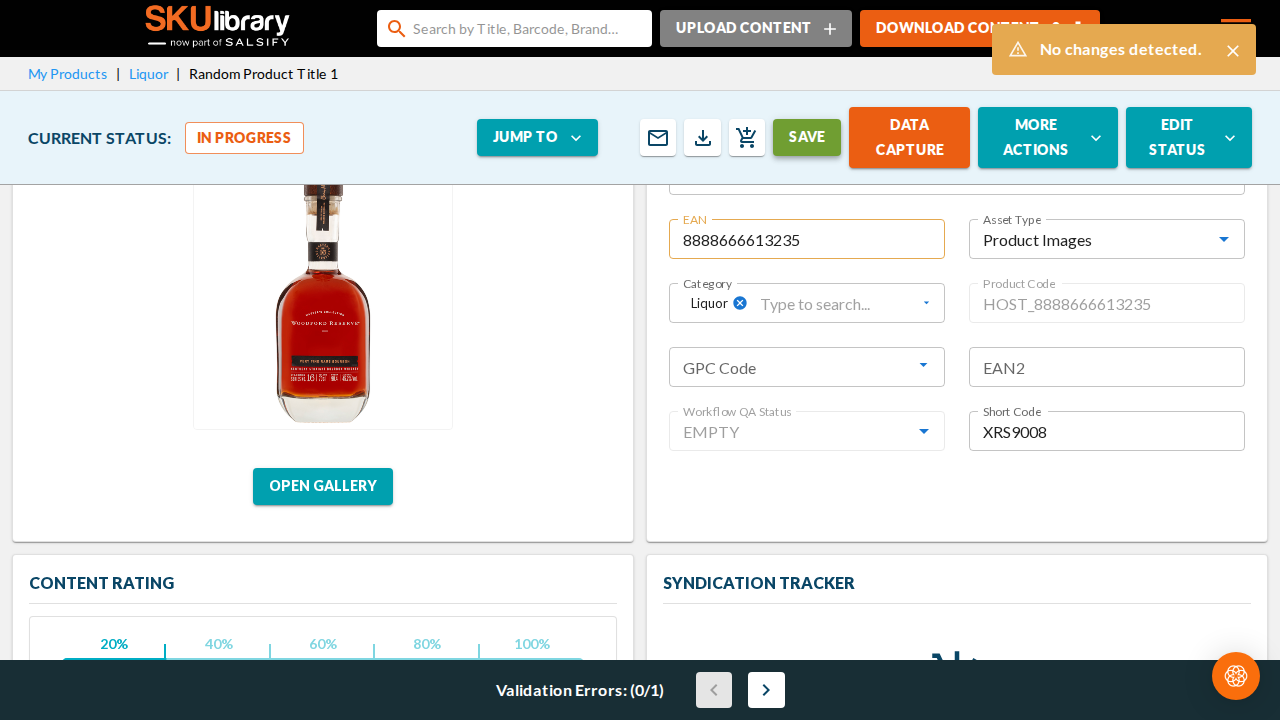 SKUlibrary
now part of SALSIFY
Search by Title, Barcode, Brand...
UPLOAD CONTENT
DOWNLOAD CONTENT
No changes detected.
My Products | Liquor | Random Product Title 1
CURRENT STATUS:
IN PROGRESS
JUMP TO
SAVE
DATA CAPTURE
MORE ACTIONS
EDIT STATUS
WOODFORD RESERVE
EAN
8888666613235
Asset Type
Product Images
Category
Liquor
Type to search...
Product Code
HOST_8888666613235
GPC Code
EAN2
Workflow QA Status
EMPTY
Short Code
XRS9008
OPEN GALLERY
CONTENT RATING
20% 40% 60% 80% 100%
SYNDICATION TRACKER
Validation Errors: (0/1)